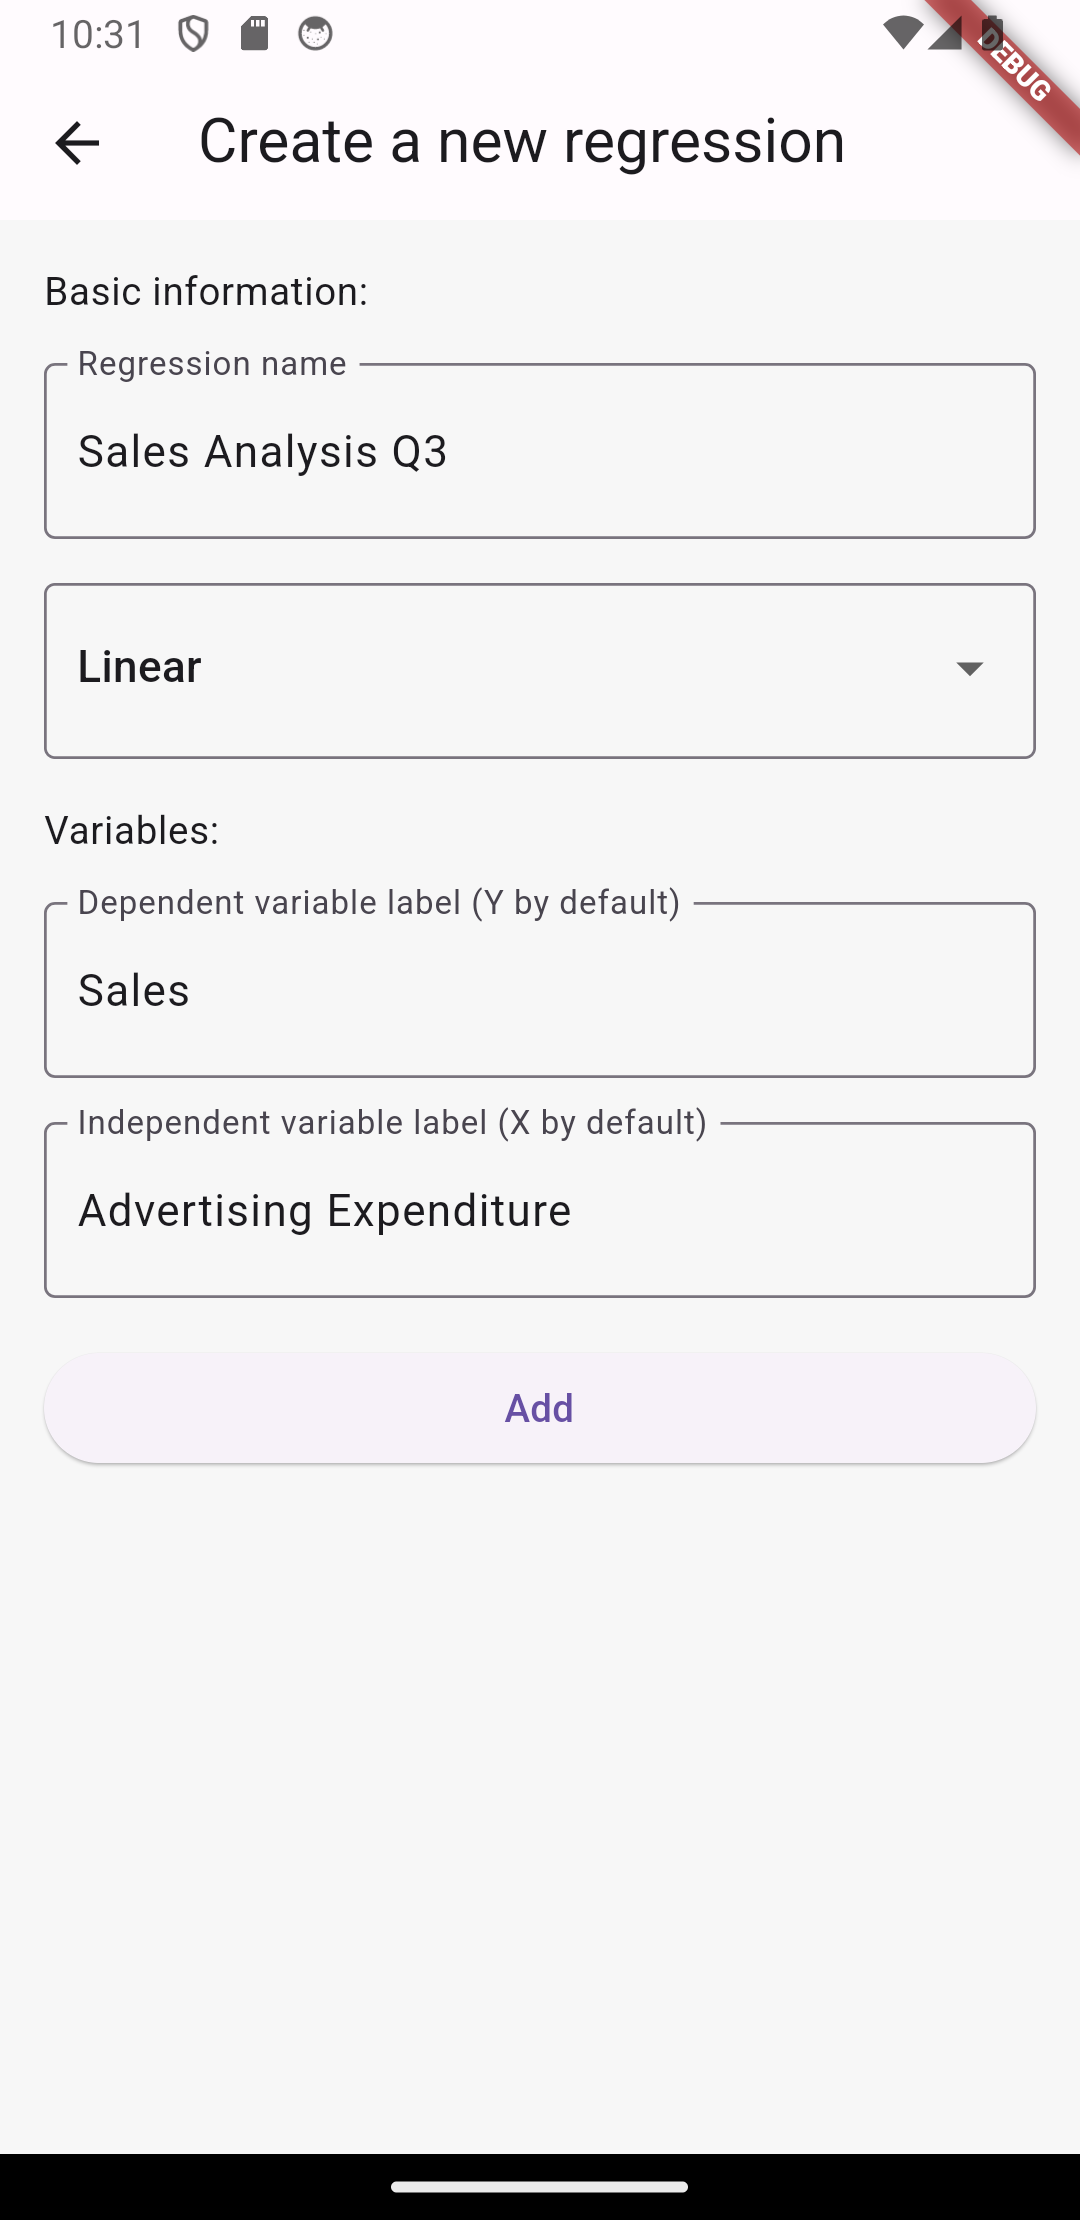 10:31
DEBUG
Create a new regression
Basic information:
Regression name
Sales Analysis Q3
Linear
Variables:
Dependent variable label (Y by default)
Sales
Independent variable label (X by default)
Advertising Expenditure
Add